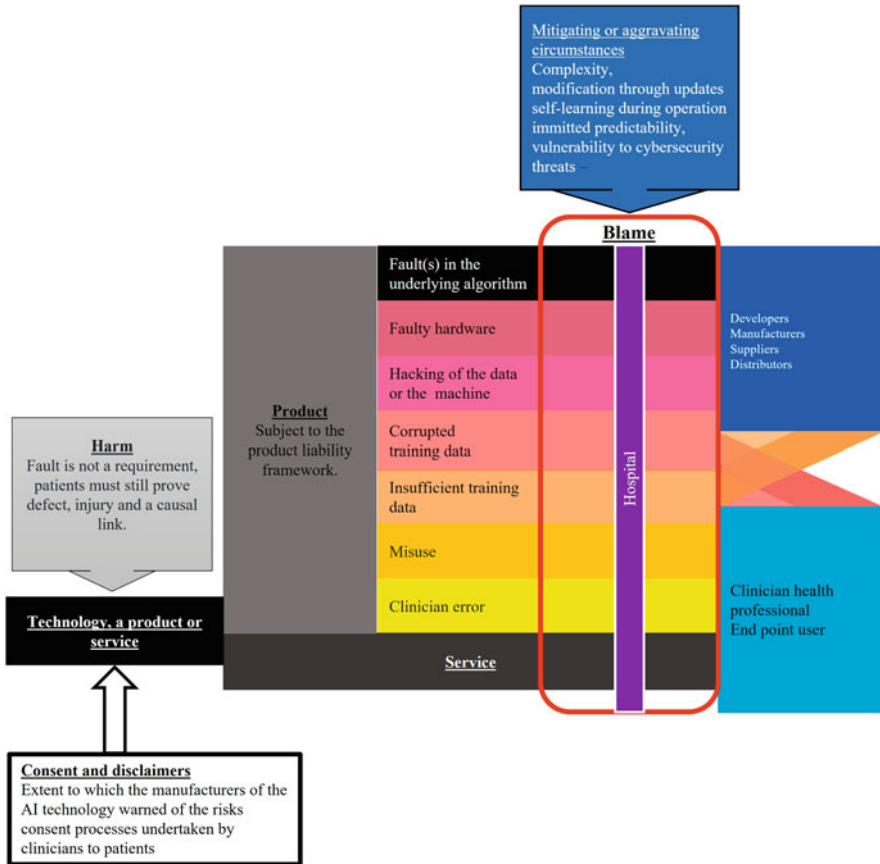 Mitigating or aggravating
circumstances
Complexity,
modification through updates
self-learning during operation
immitted predictability,
vulnerability to cybersecurity
threats –
Blame
Fault(s) in the
underlying algorithm
Faulty hardware
Hacking of the data
or the machine
Corrupted
training data
Insufficient training
data
Misuse
Clinician error
Product
Subject to the
product liability
framework.
Hospital
Developers
Manufacturers
Suppliers
Distributors
Clinician health
professional
End point user
Harm
Fault is not a requirement,
patients must still prove
defect, injury and a causal
link.
Technology, a product or
service
Service
Consent and disclaimers
Extent to which the manufacturers of the
AI technology warned of the risks
consent processes undertaken by
clinicians to patients